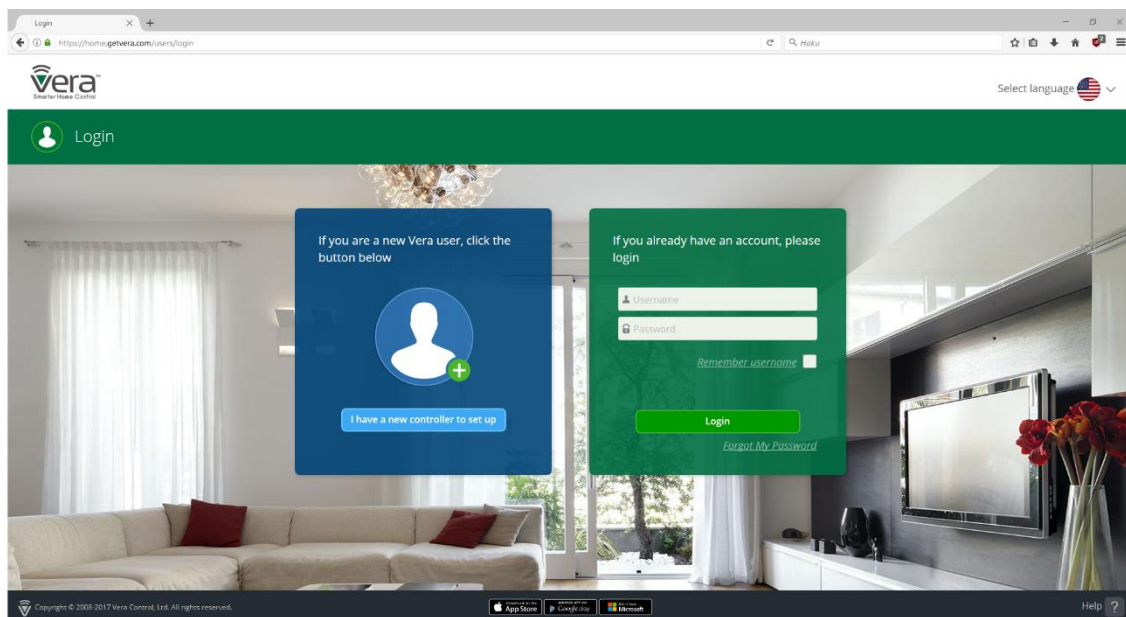 Login
https://home.getvera.com/users/login
Haku
2
Vera™
Smarter Home Control
Select language
Login
If you are a new Vera user, click the
button below
I have a new controller to set up
If you already have an account, please
login
Username
Password
Remember username
Login
Forgot My Password
Copyright © 2008-2017 Vera Control, Ltd. All rights reserved.
App Store
Google play
Microsoft
Help ?